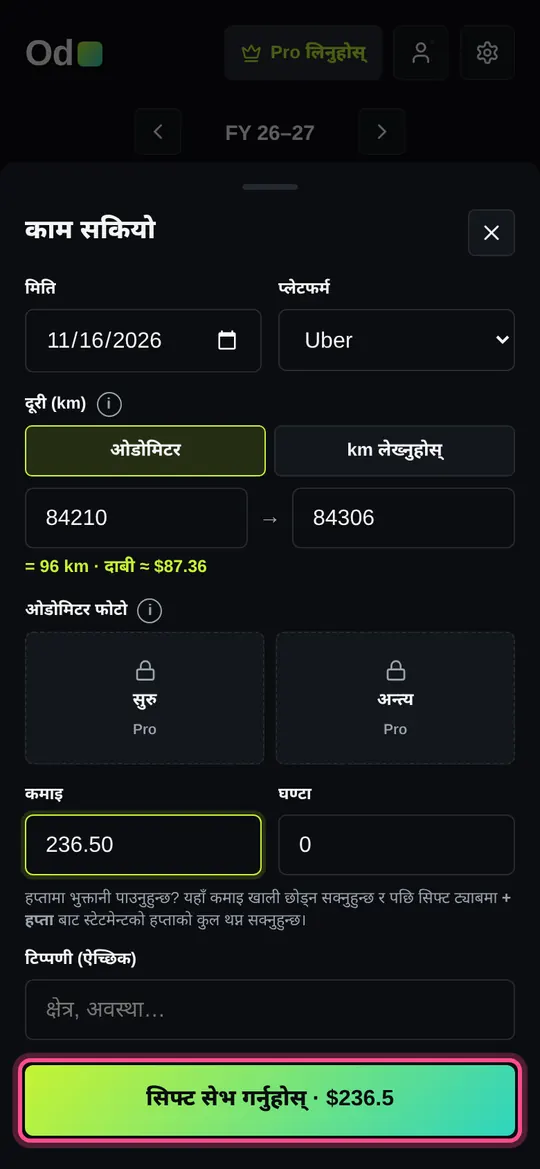 Od
Pro लिनुहोस्
FY 26–27
काम सकियो
मिति
प्लेटफर्म
11/16/2026
Uber
दूरी (km) i
ओडोमिटर
km लेख्नुहोस्
84210 → 84306
= 96 km · दाबी ≈ $87.36
ओडोमिटर फोटो i
सुरु
अन्त्य
Pro
Pro
कमाइ
घण्टा
236.50
0
हप्तामा भुक्तानी पाउनुहुन्छ? यहाँ कमाइ खाली छोड्न सक्नुहुन्छ र पछि सिफ्ट ट्याबमा +
हप्ता बाट स्टेटमेन्टको हप्ताको कुल थप्न सक्नुहुन्छ।
टिप्पणी (ऐच्छिक)
क्षेत्र, अवस्था…
सिफ्ट सेभ गर्नुहोस् · $236.5